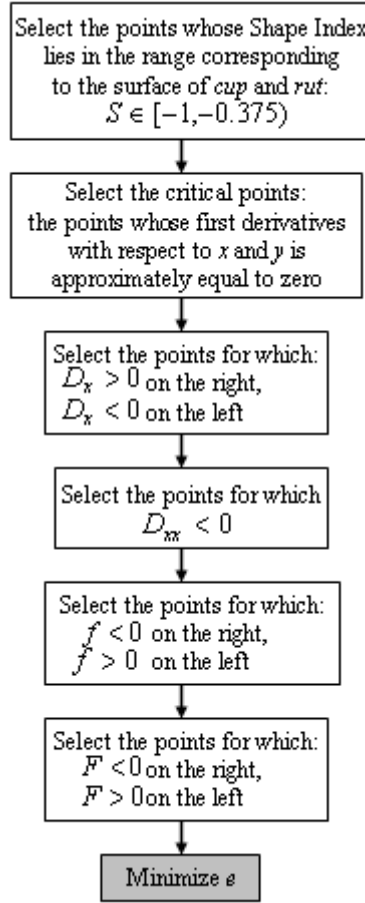 Select the points whose Shape Index
lies in the range corresponding
to the surface of cup and rut:
S ∈ [−1,−0.375)
Select the critical points:
the points whose first derivatives
with respect to x and y is
approximately equal to zero
Select the points for which:
D_x > 0 on the right,
D_x < 0 on the left
Select the points for which
D_xx < 0
Select the points for which:
f < 0 on the right,
f > 0 on the left
Select the points for which:
F < 0 on the right,
F > 0 on the left
Minimize e